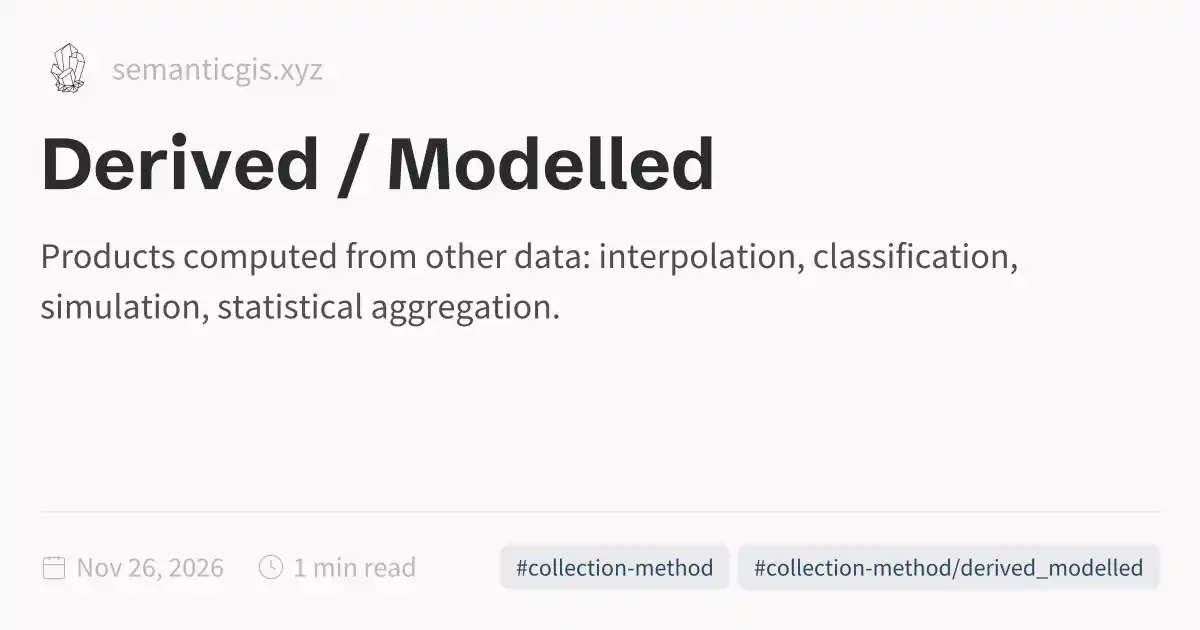 semanticgis.xyz
Derived / Modelled
Products computed from other data: interpolation, classification,
simulation, statistical aggregation.
Nov 26, 2026
1 min read
#collection-method
#collection-method/derived_modelled